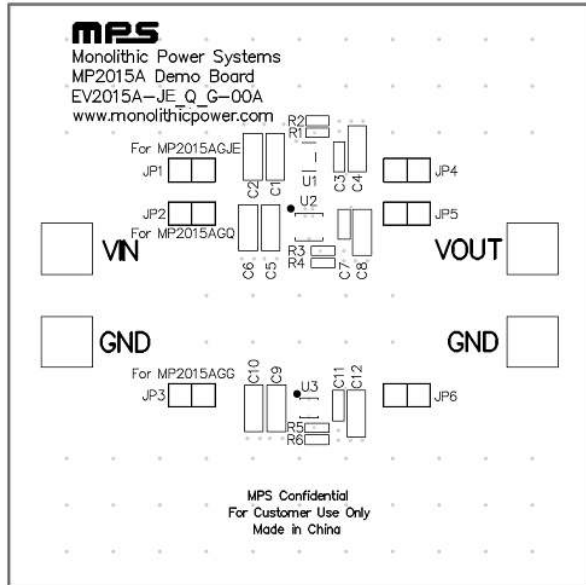 MPS
Monolithic Power Systems
MP2015A Demo Board
EV2015A-JE_Q_G-00A
www.monolithicpower.com
R2
R1
For MP2015AGJE
JP1
C2
C1
U1
C3
C4
JP4
U2
JP2
JP5
For MP2015AGQ
VIN
VOUT
C6
C5
R3
R4
C7
C8
GND
GND
For MP2015AGG
C10
C9
U3
C11
C12
JP3
JP6
R5
R6
MPS Confidential
For Customer Use Only
Made in China